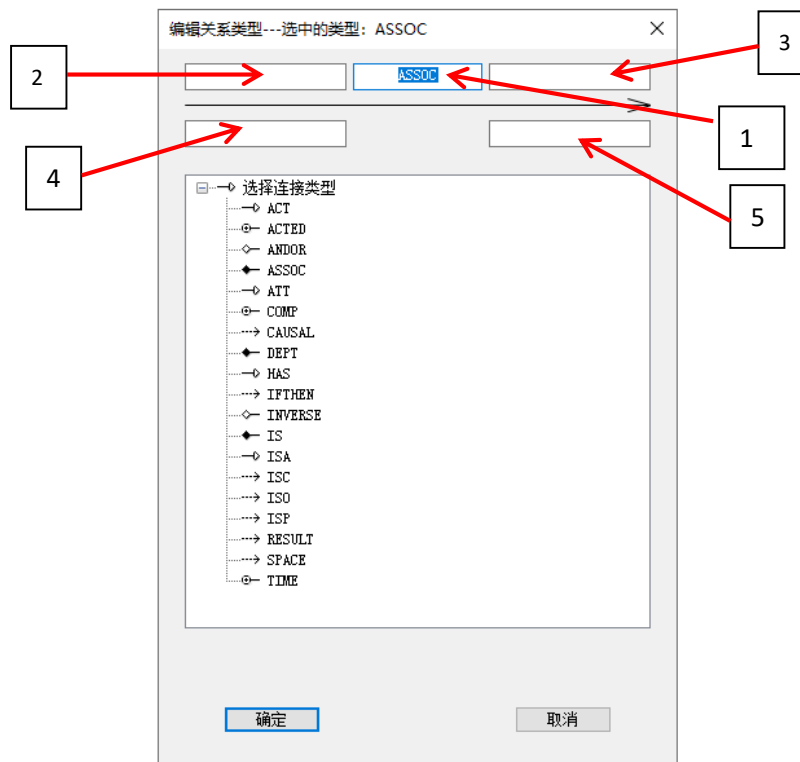 编辑关系类型---选中的类型: ASSOC
3
2
ASSOC
1
4
5
选择连接类型
ACT
ACTED
ANDOR
ASSOC
ATT
COMP
CAUSAL
DEPT
HAS
IFTHEN
INVERSE
IS
ISA
ISC
ISO
ISP
RESULT
SPACE
TIME
确定
取消